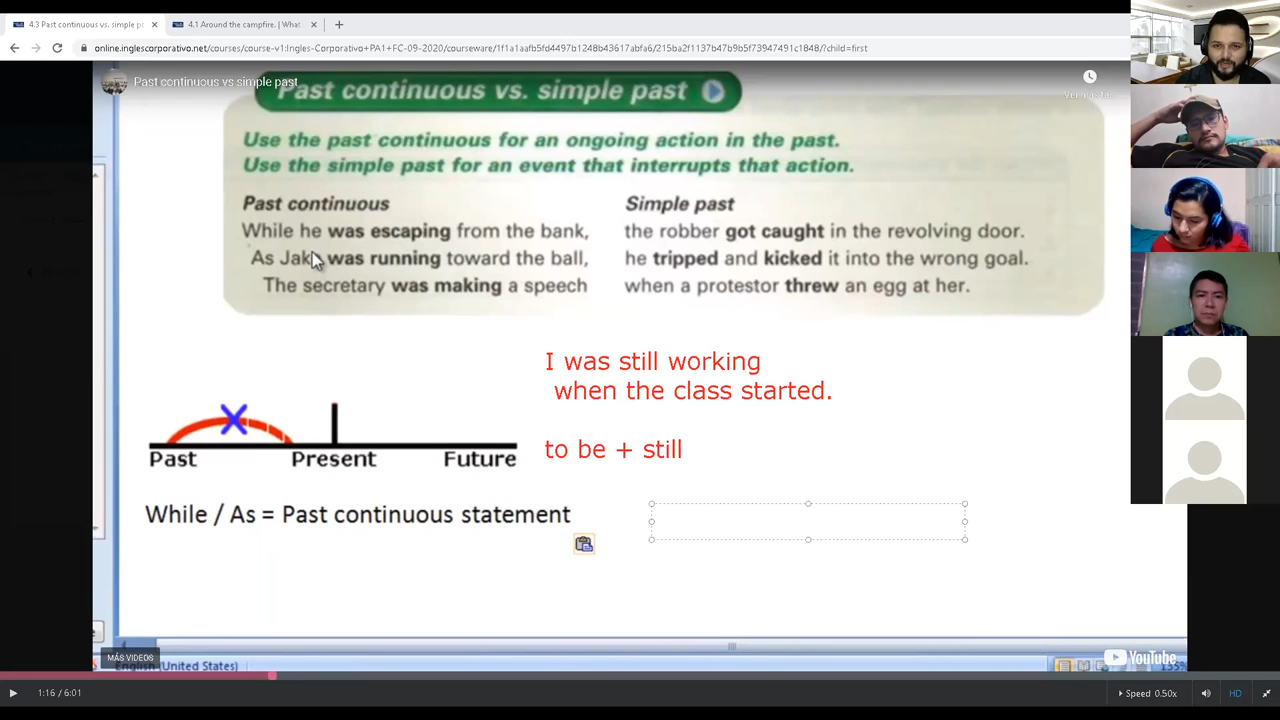 4.3 Past continuous vs. simple p
4.1 Around the campfire. | What
online.inglescorporativo.net/courses/course-v1:Ingles-Corporativo+PA1+FC-09-2020/courseware/1f1a1aafb5fd4497b1248b43617abfa6/215ba2f1137b47b9b5f73947491c1848/?child=first
Past continuous vs simple past
Past continuous vs. simple past
Use the past continuous for an ongoing action in the past.
Use the simple past for an event that interrupts that action.
Past continuous Simple past
While he was escaping from the bank, the robber got caught in the revolving door.
As Jake was running toward the ball, he tripped and kicked it into the wrong goal.
The secretary was making a speech when a protestor threw an egg at her.
I was still working
when the class started.
to be + still
Past Present Future
While / As = Past continuous statement
MÁS VIDEOS
English (United States)
YouTube
155%
1:16 / 6:01
Speed 0.50x
HD